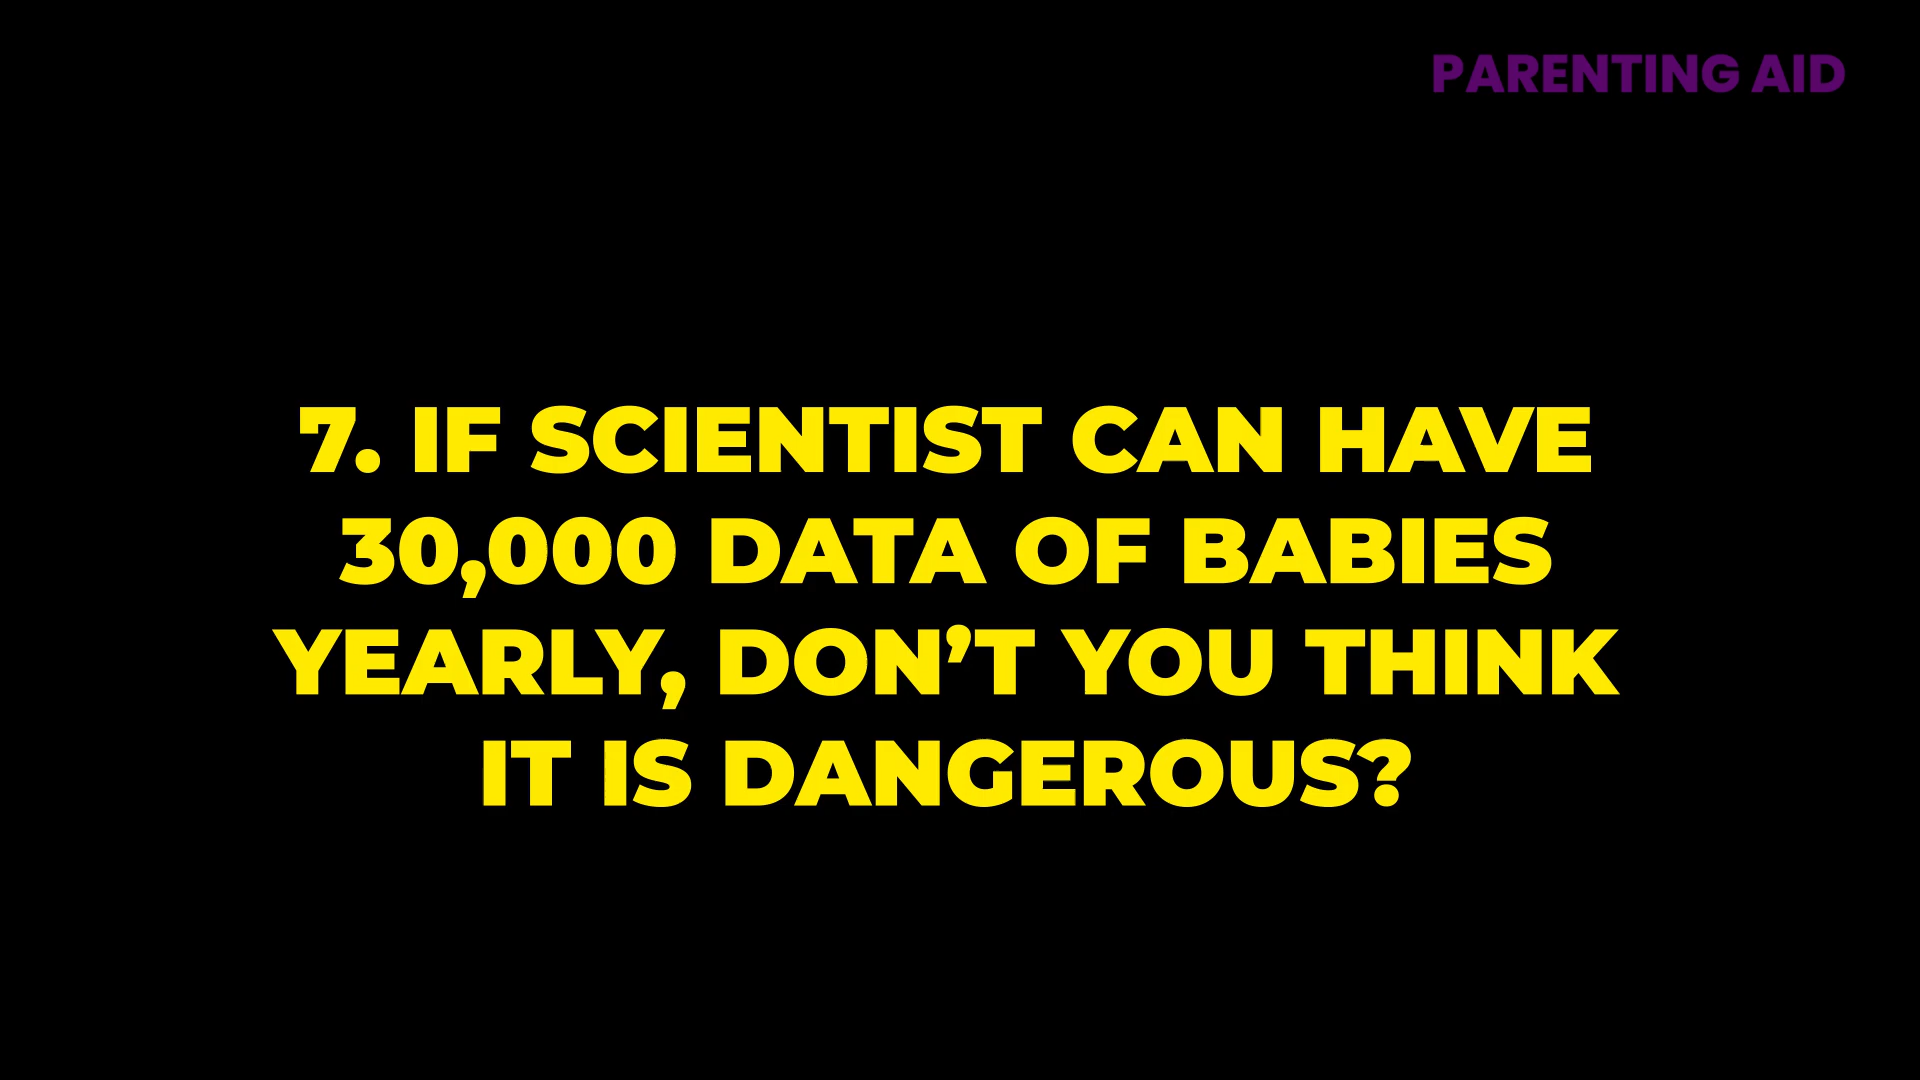 PARENTING AID
7. IF SCIENTIST CAN HAVE
30,000 DATA OF BABIES
YEARLY, DON’T YOU THINK
IT IS DANGEROUS?